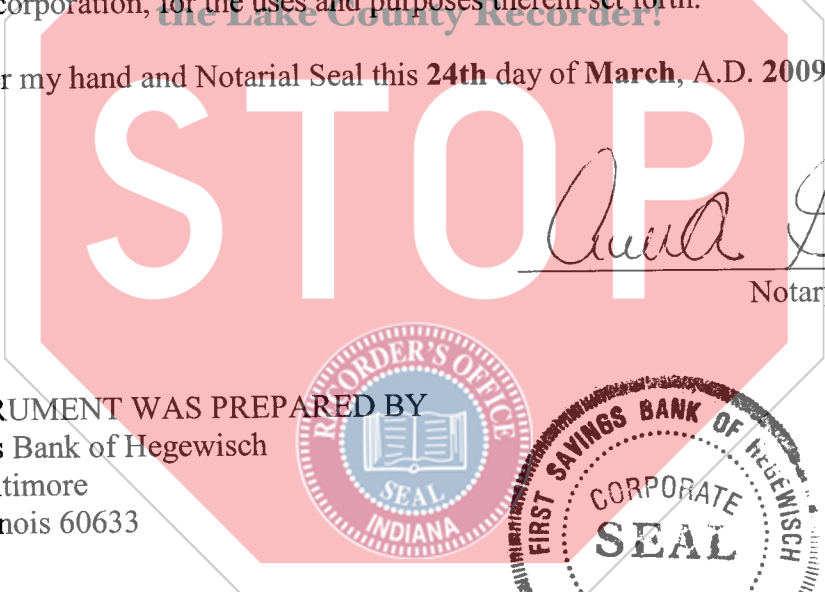 corporation, for the uses and purposes therein set forth.
the Lake County Recorder!
r my hand and Notarial Seal this 24th day of March, A.D. 2009
STOP
Anna
Notar
RUMENT WAS PREPARED BY
s Bank of Hegewisch
timore
nois 60633
RECORDER'S OFFICE
SEAL
INDIANA
FIRST SAVINGS BANK OF HEGEWISCH
CORPORATE
SEAL